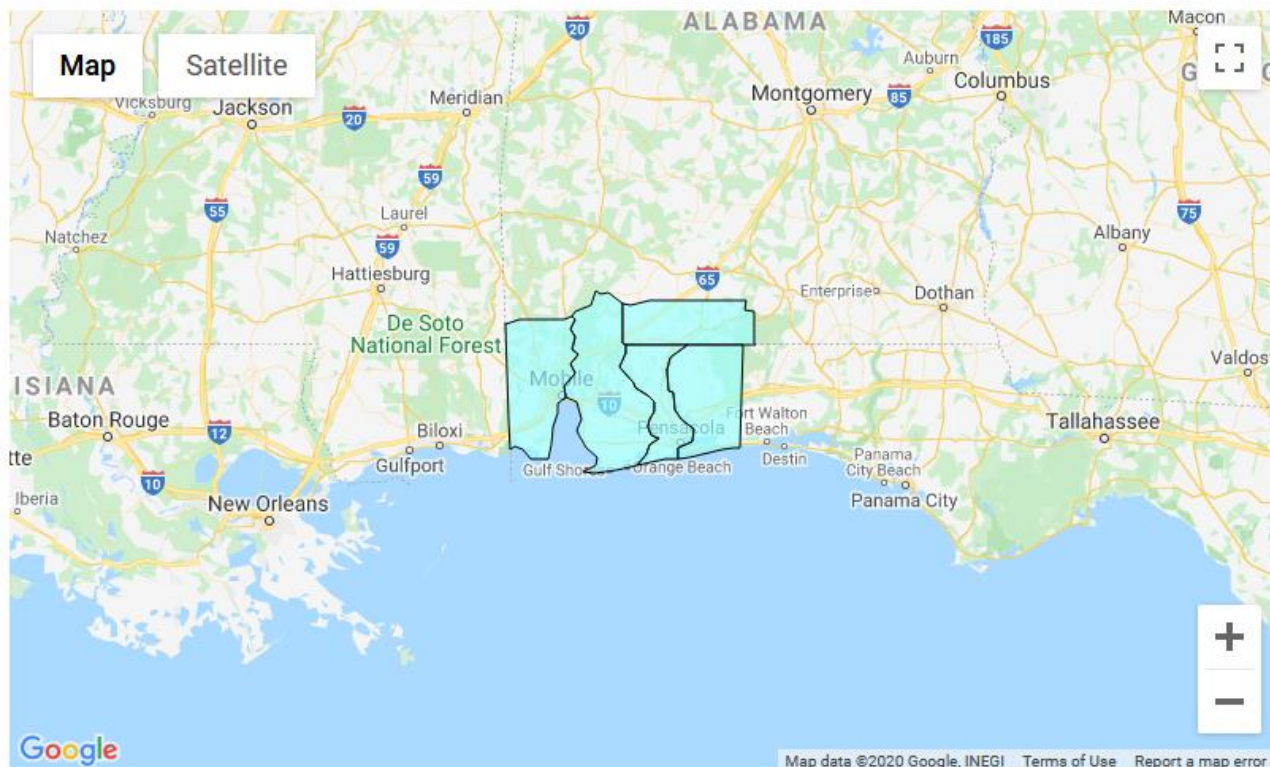 ALABAMA
Macon
20
185
Map
Satellite
Auburn
Columbus
Vicksburg
Jackson
Meridian
Montgomery
85
G
20
59
Laurel
55
75
Natchez
59
Albany
Hattiesburg
65
Enterprise
Dothan
De Soto
National Forest
Valdos
ISIANA
Mobile
10
Baton Rouge
12
Biloxi
Pensacola
Fort Walton
Beach
Tallahassee
tte
Gulfport
Gulf Shores
Orange Beach
Destin
Panama
City Beach
10
Iberia
New Orleans
Panama City
+
−
Google
Map data ©2020 Google, INEGI Terms of Use Report a map error